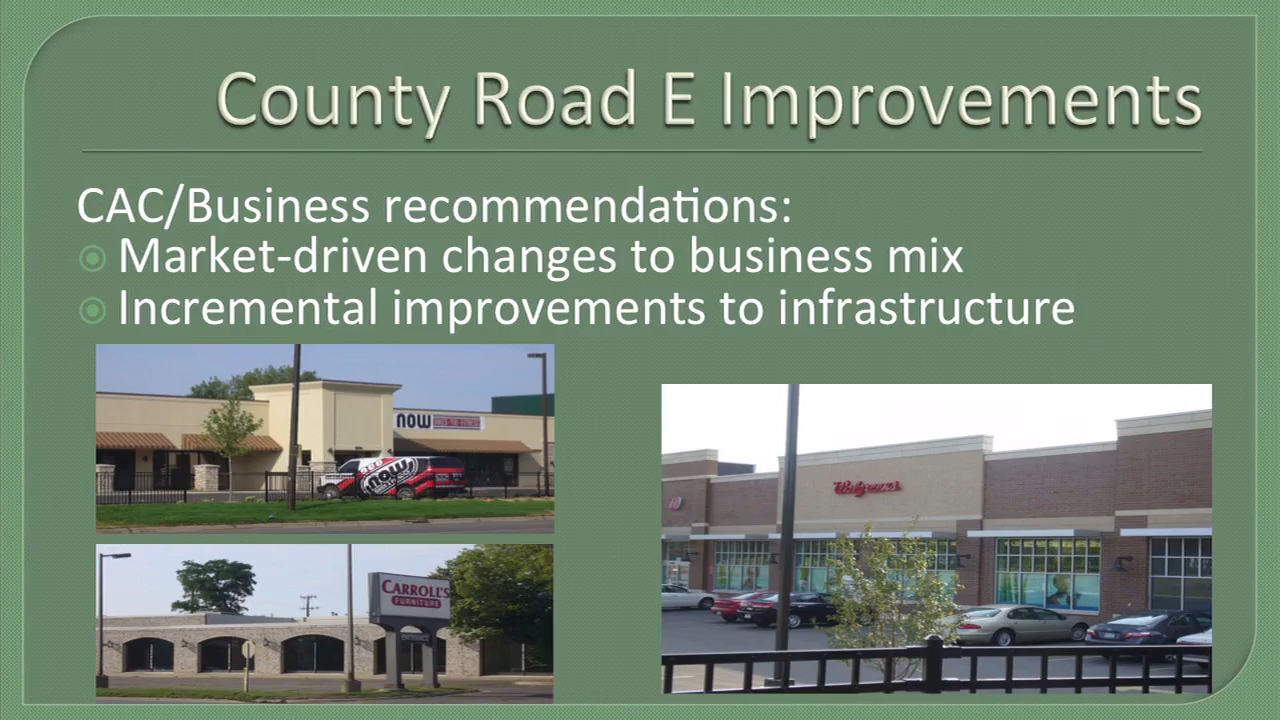 County Road E Improvements
CAC/Business recommendations:
Market-driven changes to business mix
Incremental improvements to infrastructure
now
now
CARROLL'S
FURNITURE
Walgreens